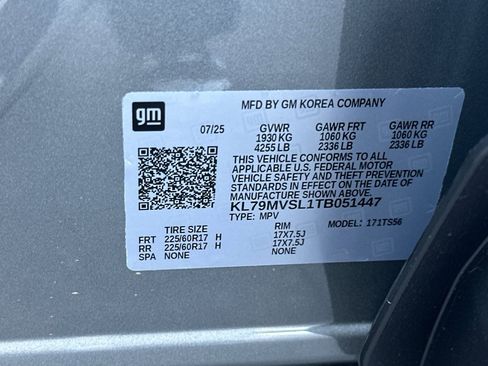 gm
MFD BY GM KOREA COMPANY
07/25 GVWR GAWR FRT GAWR RR
1930 KG 1060 KG 1060 KG
4255 LB 2336 LB 2336 LB
THIS VEHICLE CONFORMS TO ALL
APPLICABLE U.S. FEDERAL MOTOR
VEHICLE SAFETY AND THEFT
PREVENTION STANDARDS IN EFFECT
ON THE DATE OF MANUFACTURE
SHOWN ABOVE.
KL79MVSL1TB051447
TYPE: MPV MODEL: 1TS56
TIRE SIZE RIM
FRT 225/60R17 H 17X7.5J
RR 225/60R17 H 17X7.5J
SPA NONE NONE